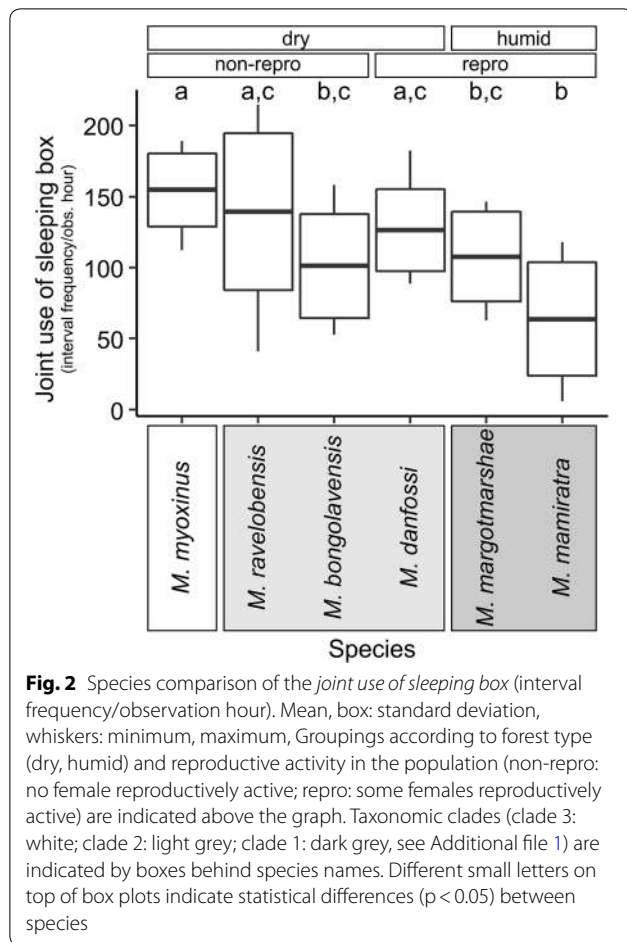 dry humid
non-repro repro
a a,c b,c a,c b,c b
Joint use of sleeping box
(interval frequency/obs. hour)
200
150
100
50
0
M. myoxinus
M. ravelobensis
M. bongolavensis
M. danfossi
M. margotmarshae
M. mamiratra
Species
Fig. 2 Species comparison of the joint use of sleeping box (interval
frequency/observation hour). Mean, box: standard deviation,
whiskers: minimum, maximum, Groupings according to forest type
(dry, humid) and reproductive activity in the population (non-repro:
no female reproductively active; repro: some females reproductively
active) are indicated above the graph. Taxonomic clades (clade 3:
white; clade 2: light grey; clade 1: dark grey, see Additional file 1) are
indicated by boxes behind species names. Different small letters on
top of box plots indicate statistical differences (p < 0.05) between
species